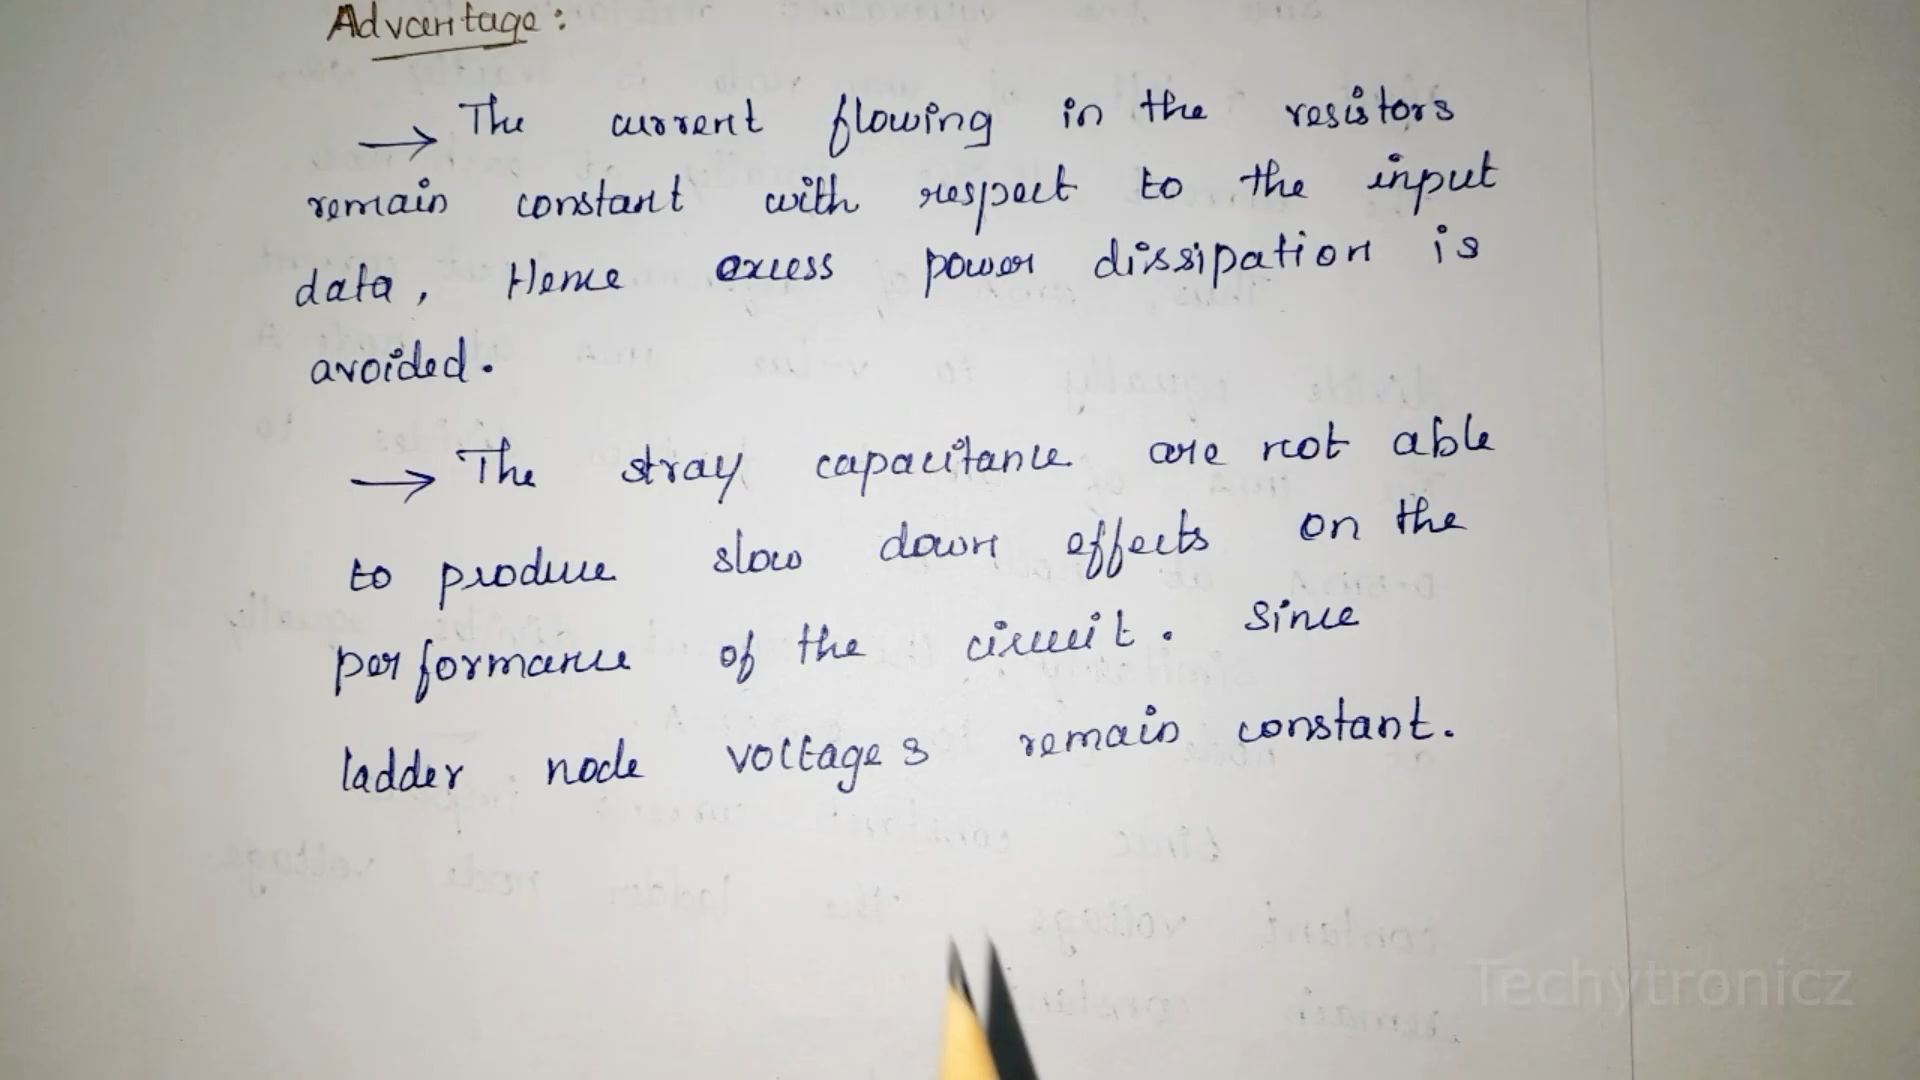 Advantage:
→ The current flowing in the resistors
remain constant with respect to the input
data, Hence excess power dissipation is
avoided.
→ The stray capacitance are not able
to produce slow down effects on the
performance of the circuit. Since
ladder node voltages remain constant.
Techytronicz